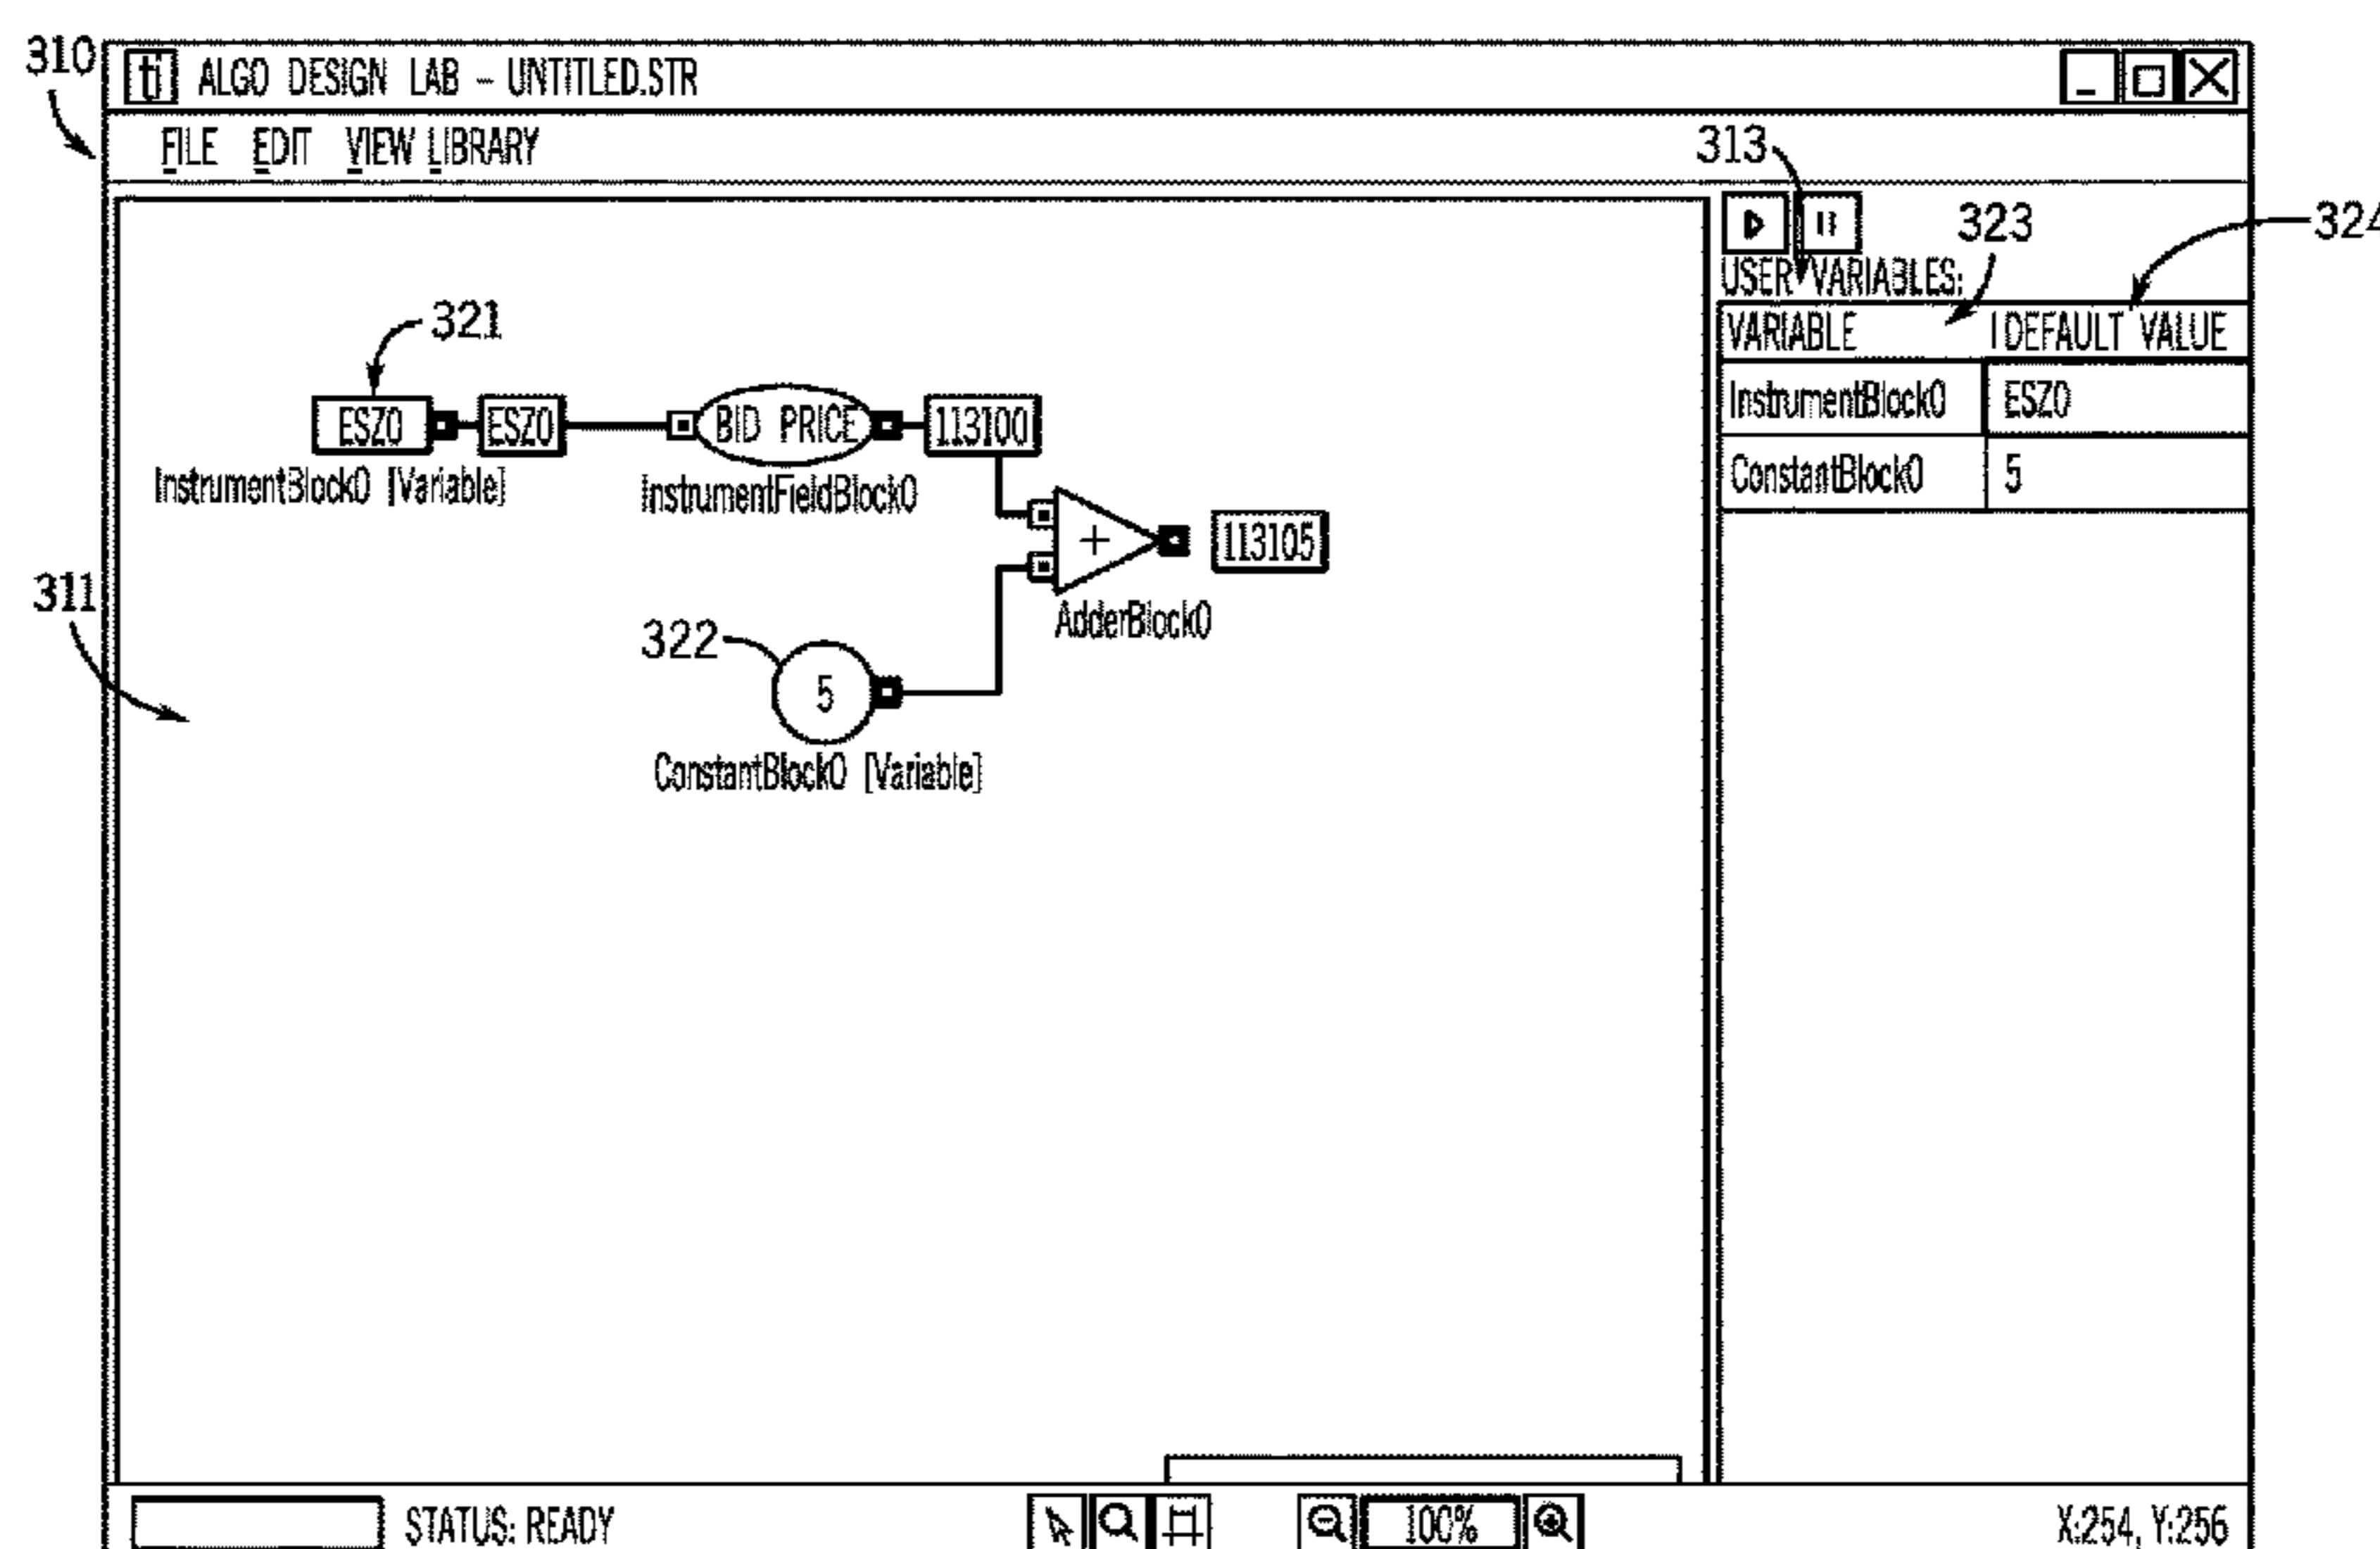 310
ti ALGO DESIGN LAB – UNTITLED.STR
FILE EDIT VIEW LIBRARY
313
323
324
USER VARIABLES:
VARIABLE | DEFAULT VALUE
InstrumentBlock0 ESZ0
ConstantBlock0 5
321
ESZ0 ESZ0 BID PRICE 113100
InstrumentBlock0 [Variable] InstrumentFieldBlock0
+ 113105
AdderBlock0
311
322
5
ConstantBlock0 [Variable]
STATUS: READY 100% X:254, Y:256